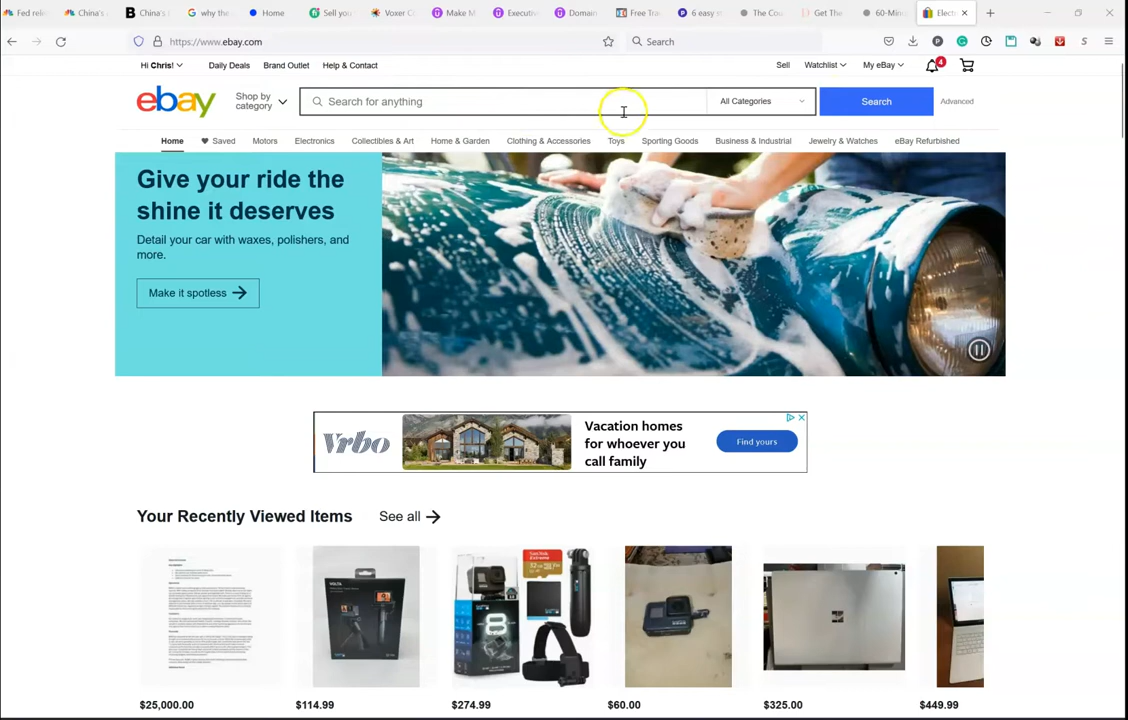 Fed reli
China's
China's I
why the
Home
Sell you
Voxer C
Make M
Executiv
Domain
Free Tra
6 easy s
The Coo
Get The
60-Minu
Elect
https://www.ebay.com
Search
Hi Chris!
Daily Deals
Brand Outlet
Help & Contact
Sell
Watchlist
My eBay
4
ebay
Shop by
category
Search for anything
All Categories
Search
Advanced
Home
Saved
Motors
Electronics
Collectibles & Art
Home & Garden
Clothing & Accessories
Toys
Sporting Goods
Business & Industrial
Jewelry & Watches
eBay Refurbished
Give your ride the
shine it deserves
Detail your car with waxes, polishers, and
more.
Make it spotless
Vrbo
Vacation homes
for whoever you
call family
Find yours
Your Recently Viewed Items
See all
VOLTA
8
$25,000.00
$114.99
$274.99
$60.00
$325.00
$449.99